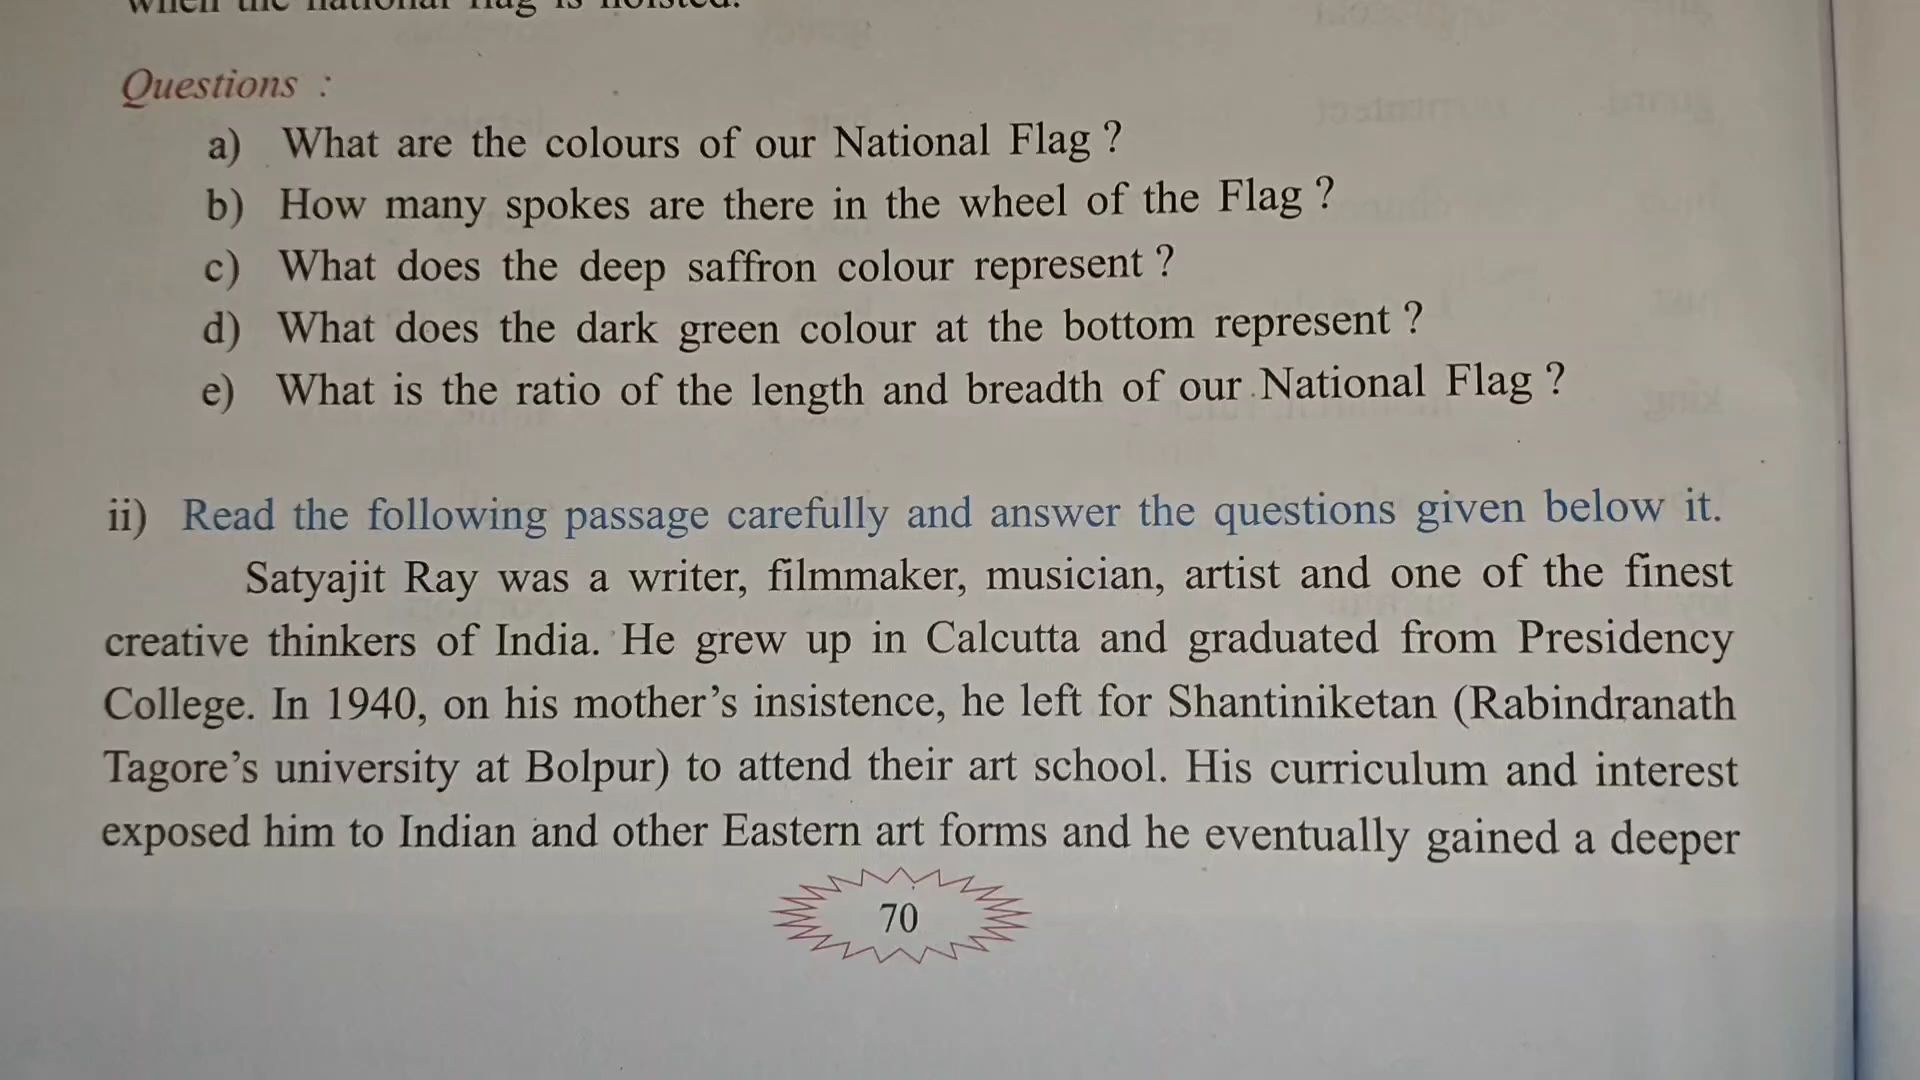 when the national flag is hoisted.
Questions :
a) What are the colours of our National Flag ?
b) How many spokes are there in the wheel of the Flag ?
c) What does the deep saffron colour represent ?
d) What does the dark green colour at the bottom represent ?
e) What is the ratio of the length and breadth of our National Flag ?
ii) Read the following passage carefully and answer the questions given below it.
Satyajit Ray was a writer, filmmaker, musician, artist and one of the finest
creative thinkers of India. He grew up in Calcutta and graduated from Presidency
College. In 1940, on his mother’s insistence, he left for Shantiniketan (Rabindranath
Tagore’s university at Bolpur) to attend their art school. His curriculum and interest
exposed him to Indian and other Eastern art forms and he eventually gained a deeper
70